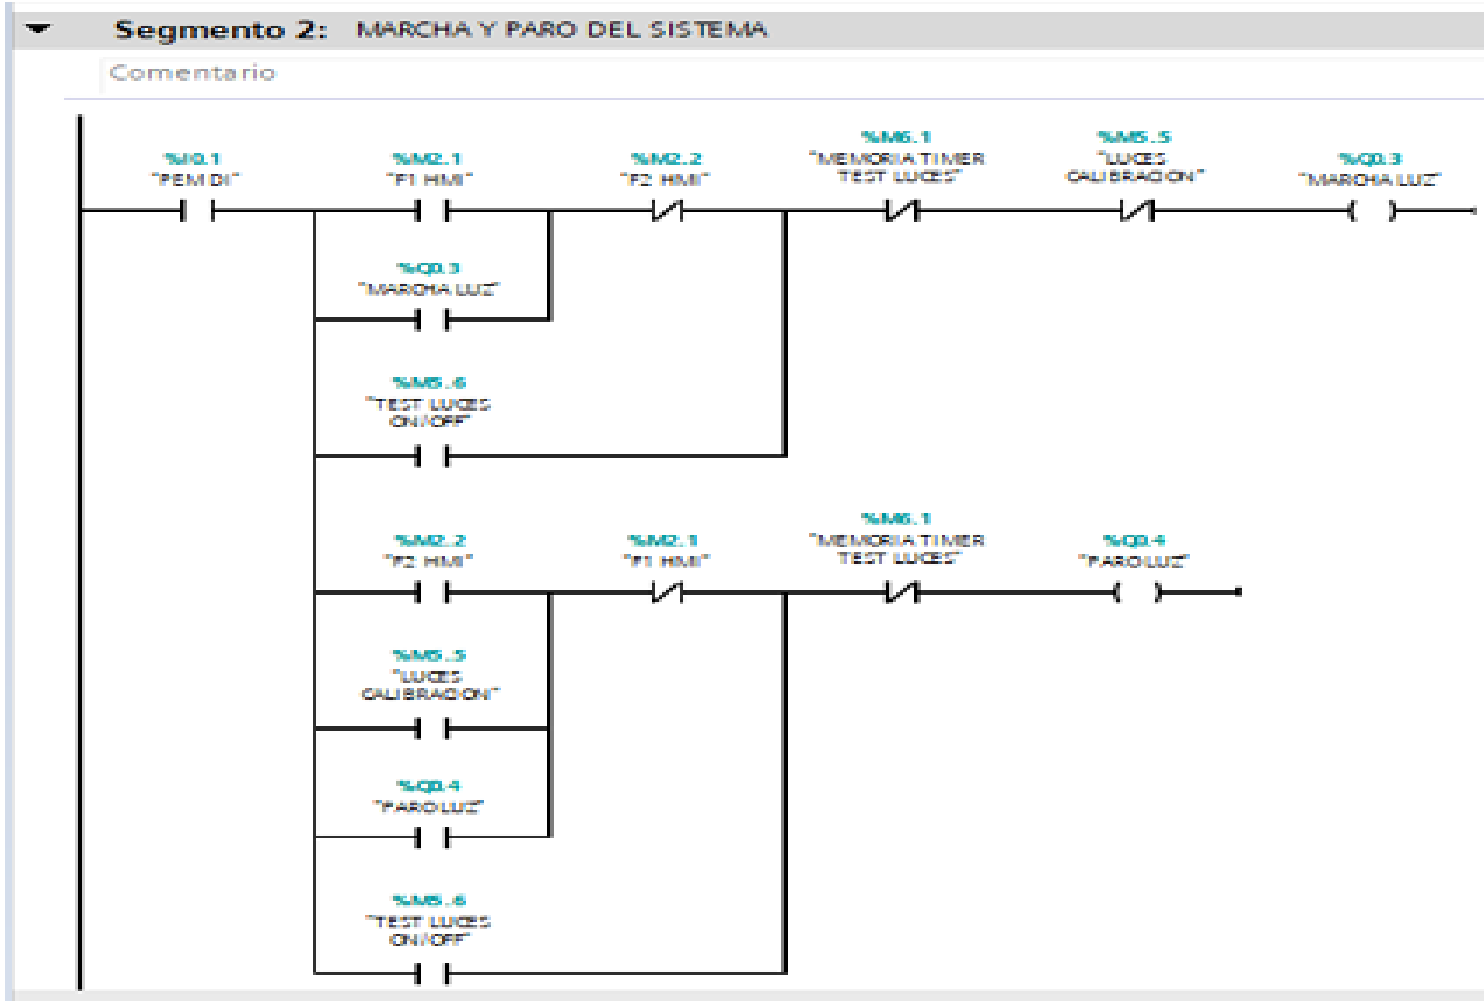 Segmento 2: MARCHA Y PARO DEL SISTEMA
Comentario
%I0.1
"PEM DI"
%M2.1
"F1 HMI"
%M2.2
"F2 HMI"
%M6.1
"MEMORIA TIMER
TEST LUCES"
%M5.5
"LUCES
CALIBRACION"
%Q0.3
"MARCHA LUZ"
%Q0.3
"MARCHA LUZ"
%M5.6
"TEST LUCES
ON/OFF"
%M2.2
"F2 HMI"
%M2.1
"F1 HMI"
%M6.1
"MEMORIA TIMER
TEST LUCES"
%Q0.4
"PARO LUZ"
%M5.5
"LUCES
CALIBRACION"
%Q0.4
"PARO LUZ"
%M5.6
"TEST LUCES
ON/OFF"